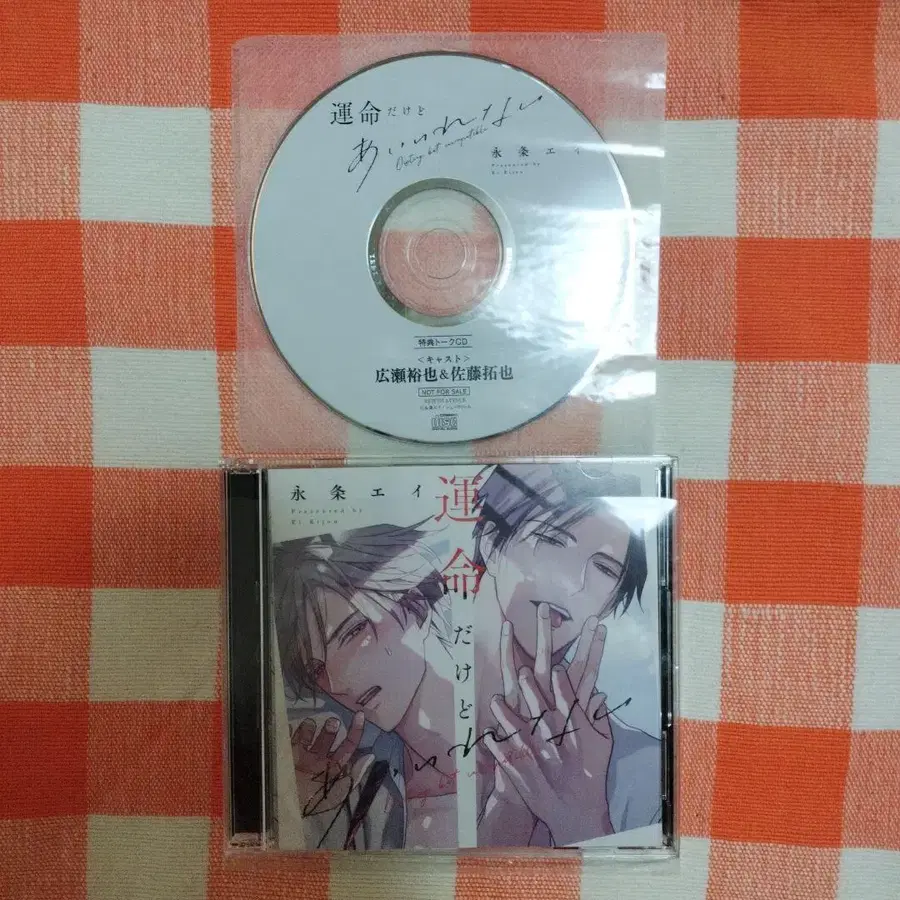 運命だけど
あいいれない
Destiny but incompatible
永条エイ
Presented by
Ei Eijou
特典トークCD
<キャスト>
広瀬裕也&佐藤拓也
NOT FOR SALE
永条エイ
Presented by
Ei Eijou
運命だけど
あいいれない